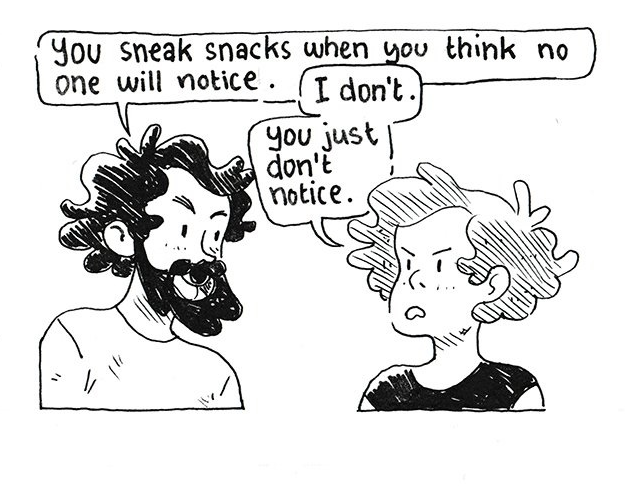 you sneak snacks when you think no
one will notice.
I don't.
you just
don't
notice.